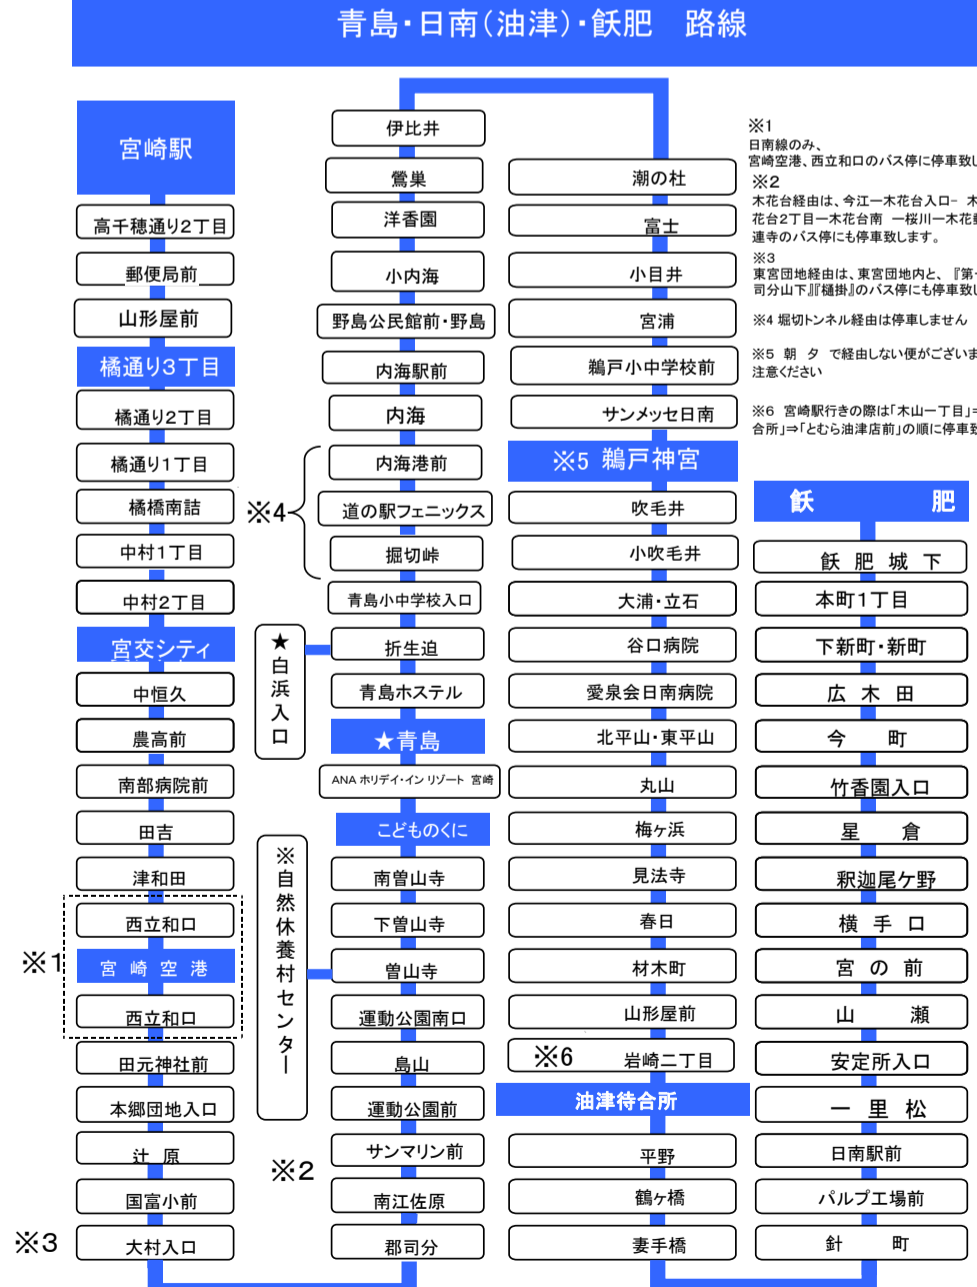 青島・日南(油津)・飫肥　路線
宮崎駅
高千穂通り2丁目
郵便局前
山形屋前
橘通り3丁目
橘通り2丁目
橘通り1丁目
橘橋南詰
中村1丁目
中村2丁目
宮交シティ
中恒久
農高前
南部病院前
田吉
津和田
西立和口
※1
宮 崎 空 港
西立和口
田元神社前
本郷団地入口
辻 原
国富小前
※3
大村入口
伊比井
鶯巣
洋香園
小内海
野島公民館前・野島
内海駅前
内海
※4
内海港前
道の駅フェニックス
掘切峠
青島小中学校入口
★白浜入口
折生迫
青島ホステル
★青島
ANA ホリデイ・イン リゾート 宮崎
こどものくに
※自然休養村センター
南曽山寺
下曽山寺
曽山寺
運動公園南口
島山
運動公園前
※2
サンマリン前
南江佐原
郡司分
潮の杜
富士
小目井
宮浦
鵜戸小中学校前
サンメッセ日南
※5 鵜戸神宮
吹毛井
小吹毛井
大浦・立石
谷口病院
愛泉会日南病院
北平山・東平山
丸山
梅ヶ浜
見法寺
春日
材木町
山形屋前
※6 岩崎二丁目
油津待合所
平野
鶴ヶ橋
妻手橋
※1
日南線のみ、
宮崎空港、西立和口のバス停に停車致し
※2
木花台経由は、今江ー木花台入口- 木
花台2丁目ー木花台南 ー桜川ー木花
連寺のバス停にも停車致します。
※3
東宮団地経由は、東宮団地内と、『第
司分山下』『樋掛』のバス停にも停車致し
※4 堀切トンネル経由は停車しません
※5 朝 夕 で経由しない便がございま
注意ください
※6 宮崎駅行きの際は「木山一丁目」⇒
合所」⇒「とむら油津店前」の順に停車致
飫 肥
飫 肥 城 下
本町1丁目
下新町・新町
広 木 田
今 町
竹香園入口
星 倉
釈迦尾ケ野
横 手 口
宮 の 前
山 瀬
安定所入口
一 里 松
日南駅前
パルプ工場前
針 町